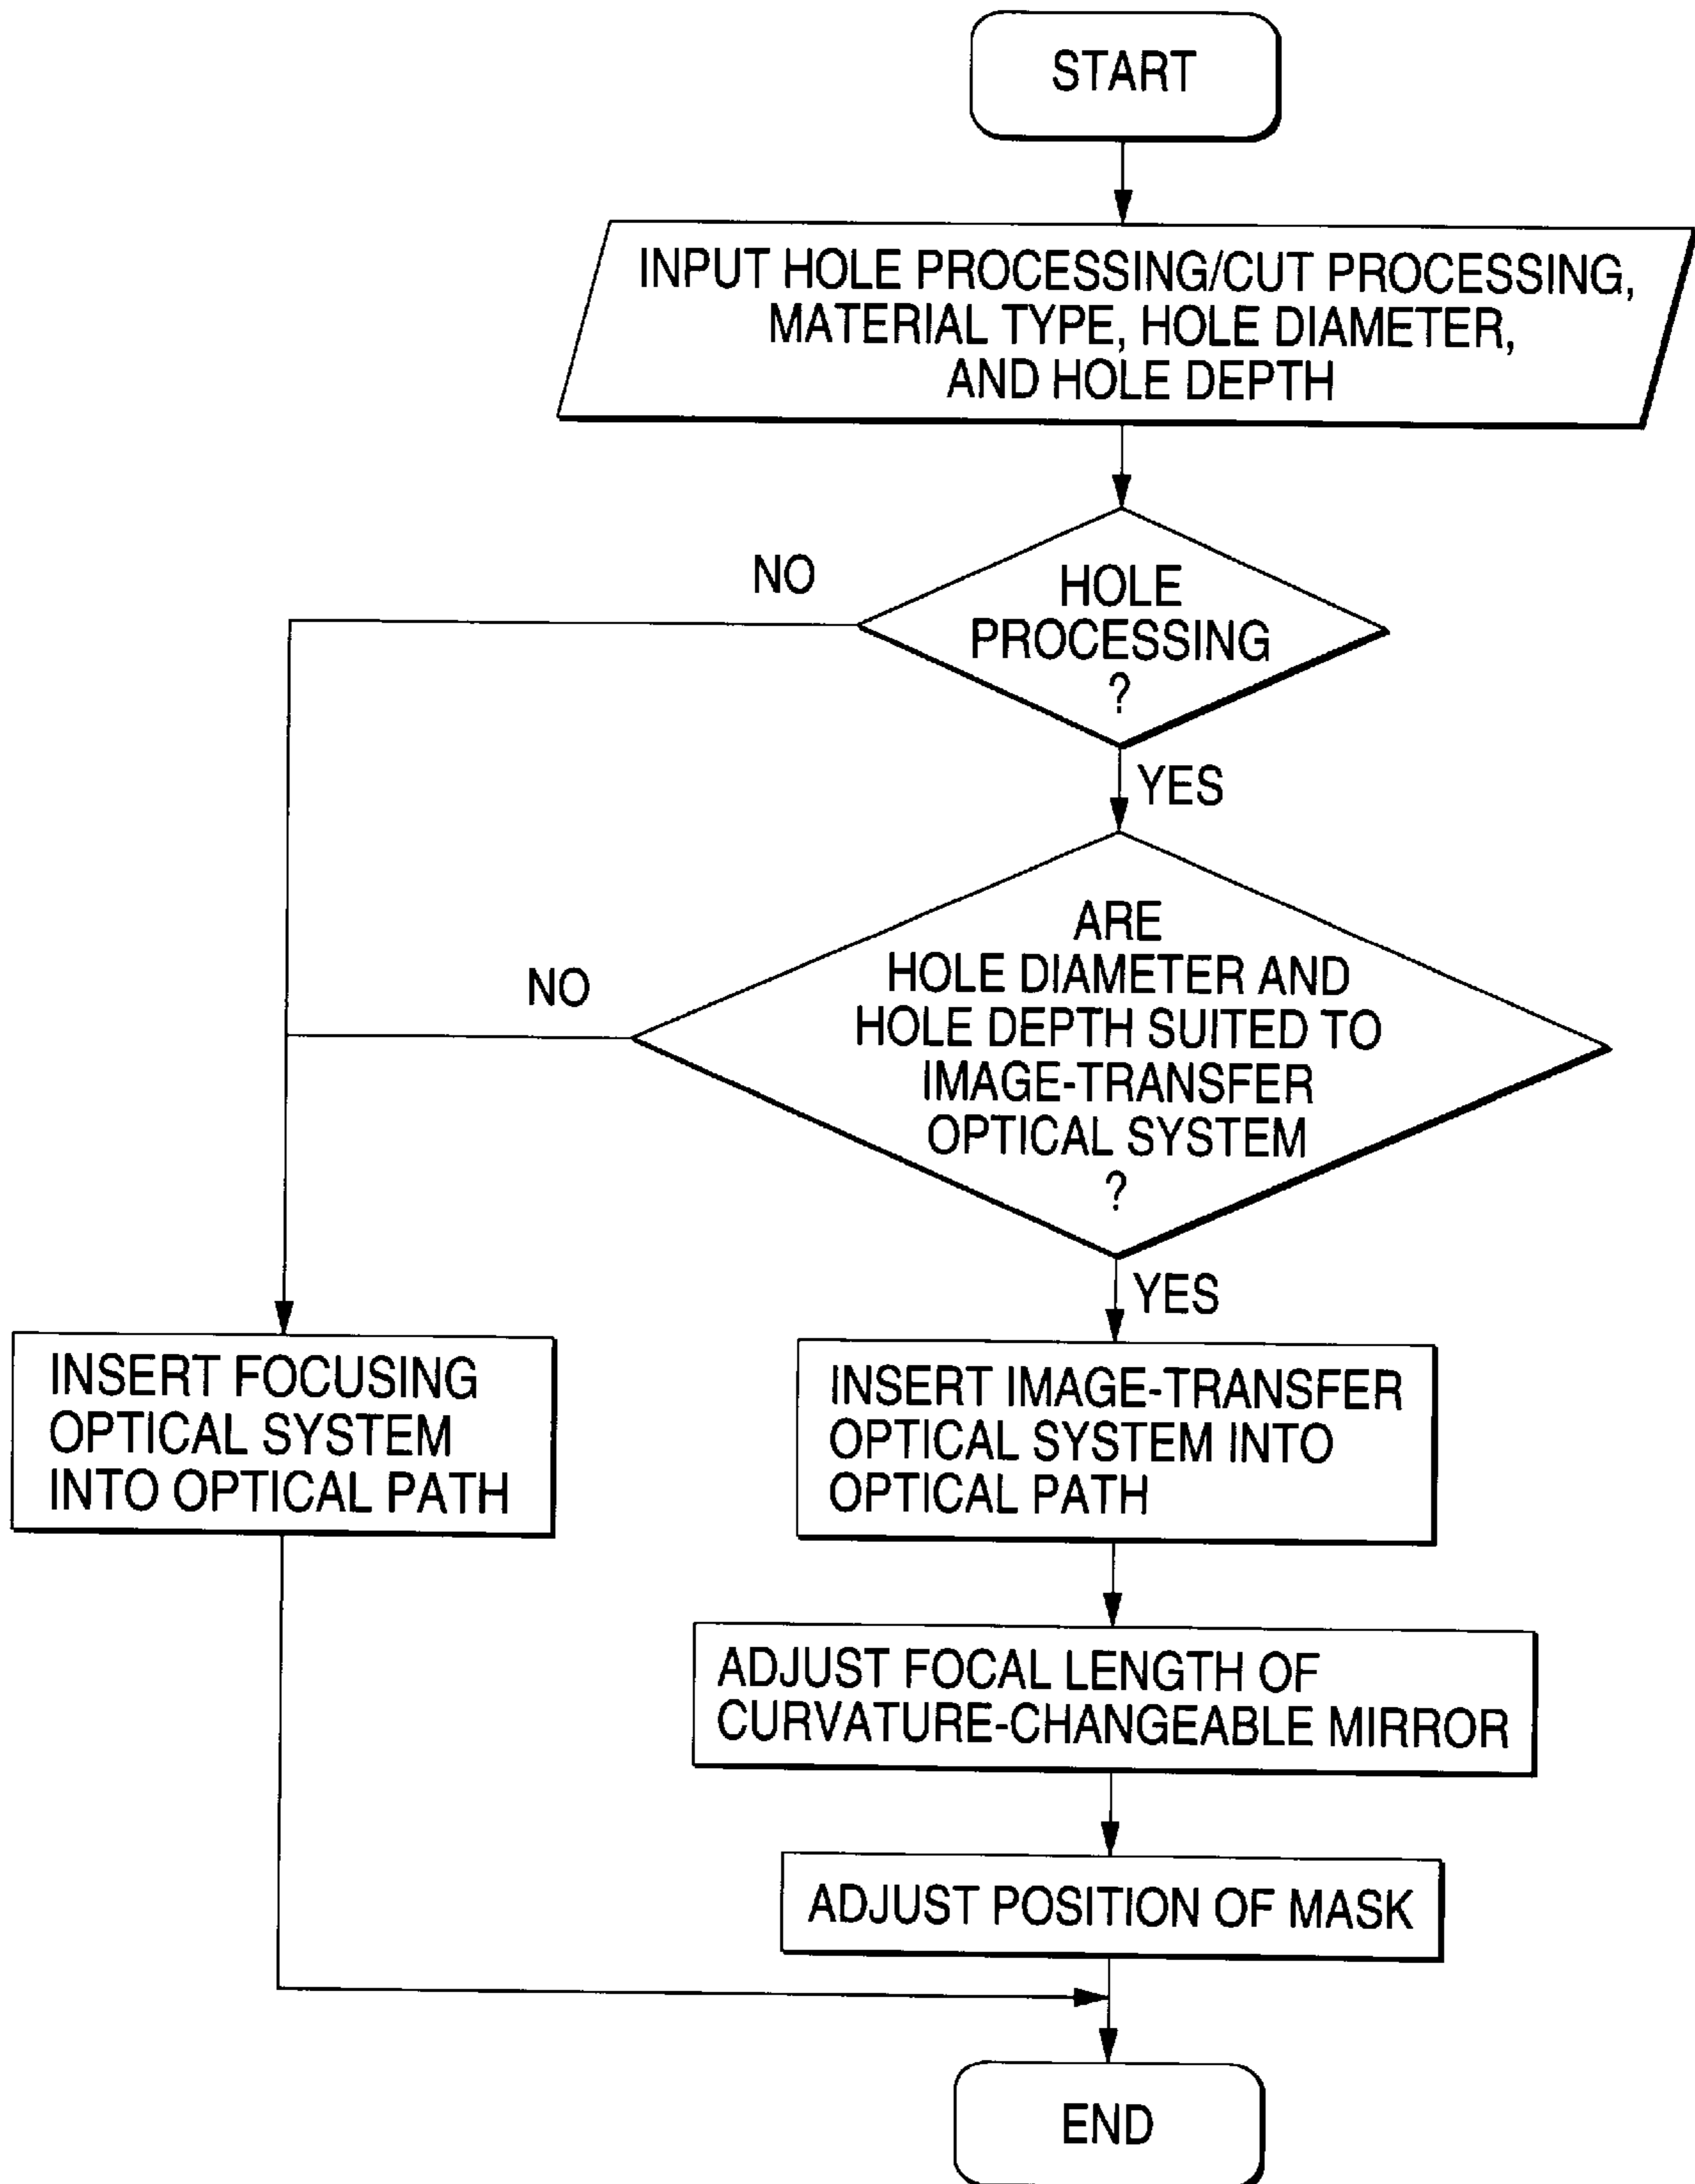 START
INPUT HOLE PROCESSING/CUT PROCESSING,
MATERIAL TYPE, HOLE DIAMETER,
AND HOLE DEPTH
NO
HOLE
PROCESSING
?
YES
ARE
HOLE DIAMETER AND
HOLE DEPTH SUITED TO
IMAGE-TRANSFER
OPTICAL SYSTEM
?
NO
YES
INSERT FOCUSING
OPTICAL SYSTEM
INTO OPTICAL PATH
INSERT IMAGE-TRANSFER
OPTICAL SYSTEM INTO
OPTICAL PATH
ADJUST FOCAL LENGTH OF
CURVATURE-CHANGEABLE MIRROR
ADJUST POSITION OF MASK
END